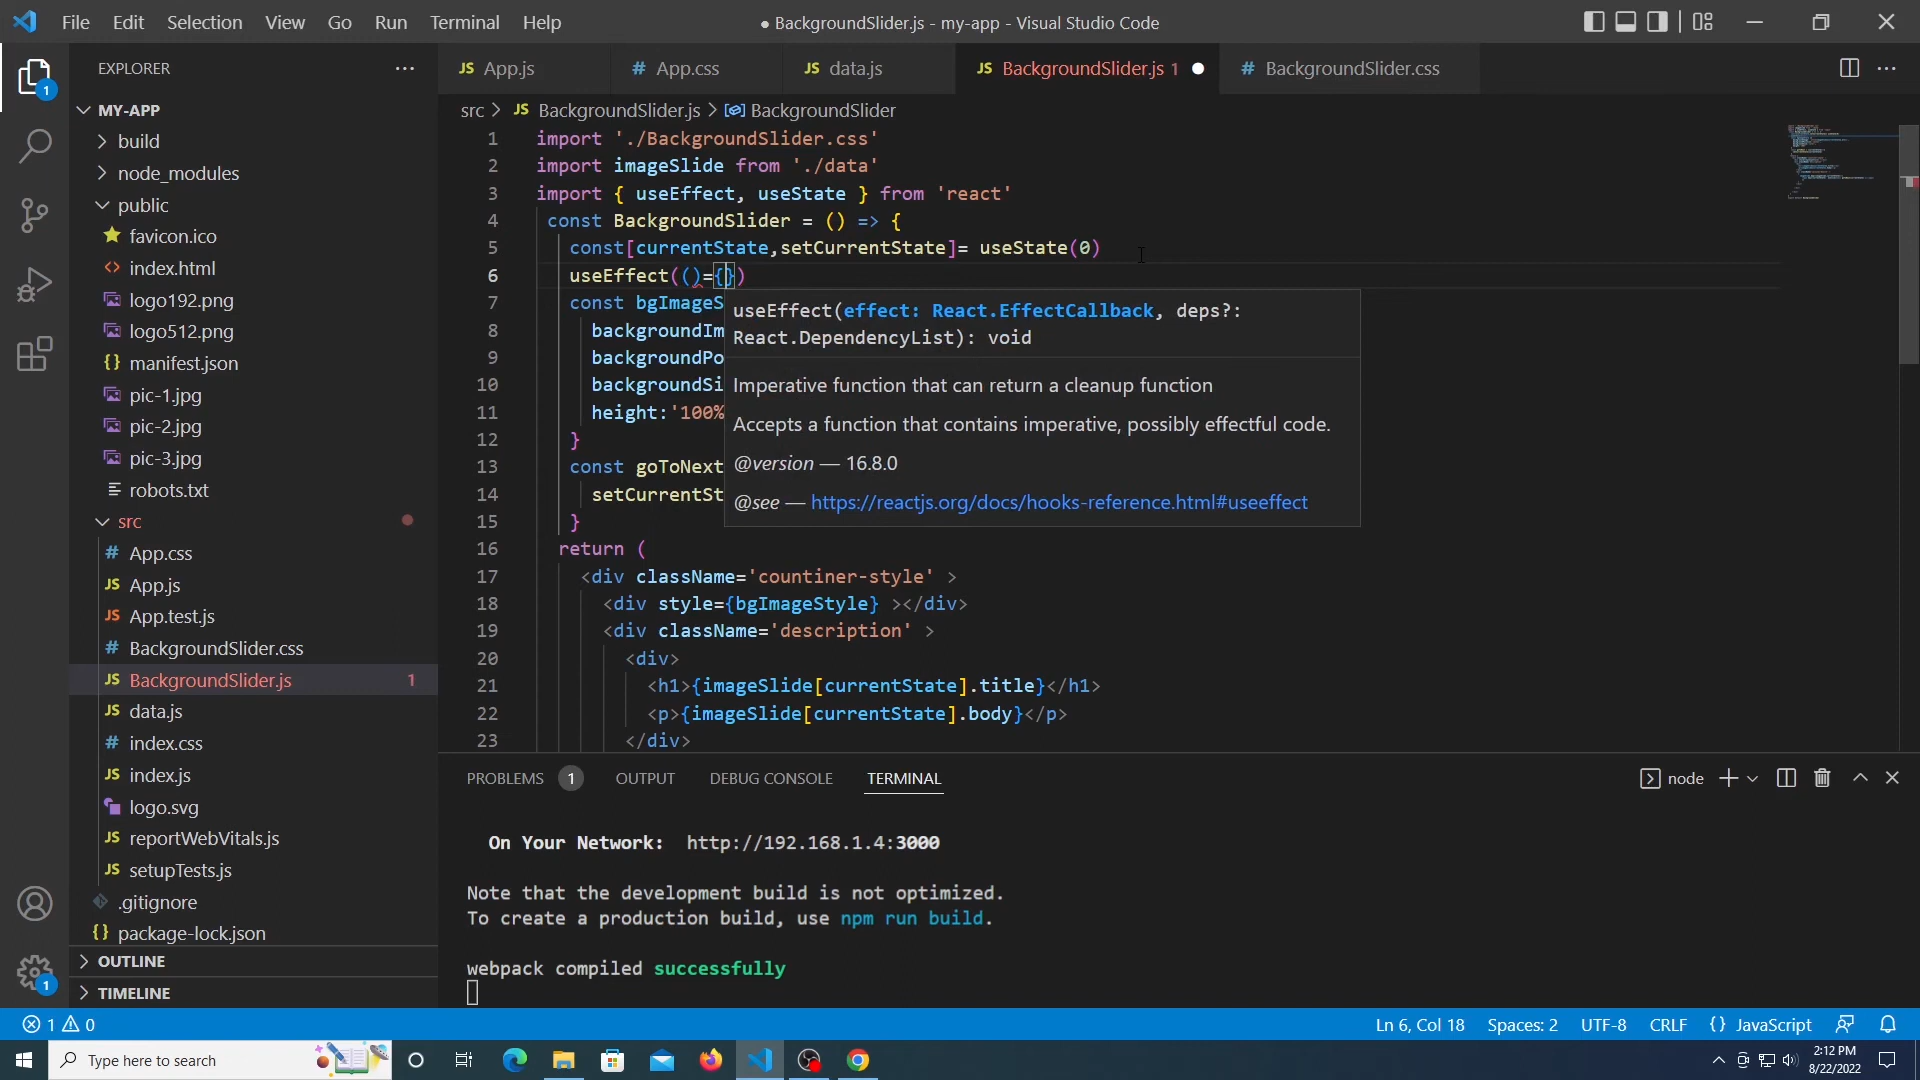 File Edit Selection View Go Run Terminal Help
● BackgroundSlider.js - my-app - Visual Studio Code
EXPLORER
1
MY-APP
build
node_modules
public
favicon.ico
index.html
logo192.png
logo512.png
manifest.json
pic-1.jpg
pic-2.jpg
pic-3.jpg
robots.txt
src
App.css
App.js
App.test.js
BackgroundSlider.css
BackgroundSlider.js 1
data.js
index.css
index.js
logo.svg
reportWebVitals.js
setupTests.js
.gitignore
package-lock.json
OUTLINE
TIMELINE
1
JS App.js
# App.css
JS data.js
JS BackgroundSlider.js 1 ●
# BackgroundSlider.css
src > JS BackgroundSlider.js > BackgroundSlider
1 import './BackgroundSlider.css'
2 import imageSlide from './data'
3 import { useEffect, useState } from 'react'
4 const BackgroundSlider = () => {
5 const[currentState,setCurrentState]= useState(0)
6 useEffect(()={})
7 const bgImageS
8 backgroundIm
9 backgroundPo
10 backgroundSi
11 height:'100%
12 }
13 const goToNext
14 setCurrentSt
15 }
16 return (
17 <div className='countiner-style' >
18 <div style={bgImageStyle} ></div>
19 <div className='description' >
20 <div>
21 <h1>{imageSlide[currentState].title}</h1>
22 <p>{imageSlide[currentState].body}</p>
23 </div>
useEffect(effect: React.EffectCallback, deps?:
React.DependencyList): void
Imperative function that can return a cleanup function
Accepts a function that contains imperative, possibly effectful code.
@version — 16.8.0
@see — https://reactjs.org/docs/hooks-reference.html#useeffect
PROBLEMS 1 OUTPUT DEBUG CONSOLE TERMINAL
node
On Your Network: http://192.168.1.4:3000
Note that the development build is not optimized.
To create a production build, use npm run build.
webpack compiled successfully
1 0
Ln 6, Col 18 Spaces: 2 UTF-8 CRLF {} JavaScript
Type here to search
2:12 PM
8/22/2022